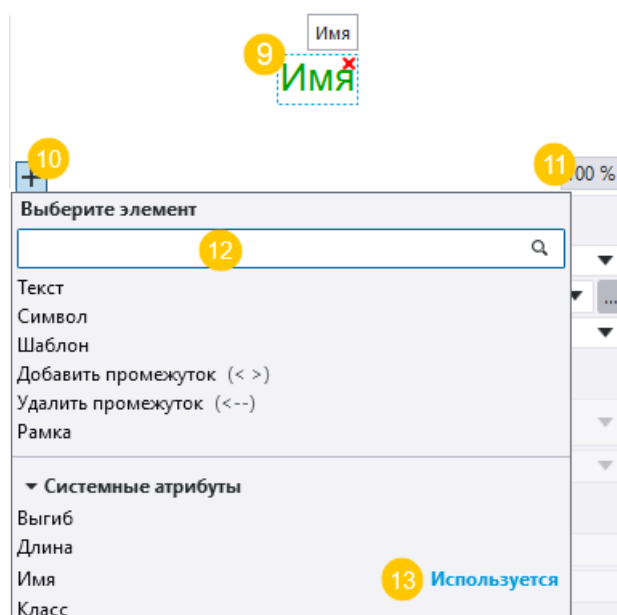 Имя
9
Имя
10
11
00 %
Выберите элемент
12
Текст
Символ
Шаблон
...
Добавить промежуток (< >)
Удалить промежуток (<--)
Рамка
Системные атрибуты
Выгиб
Длина
Имя 13 Используется
Класс